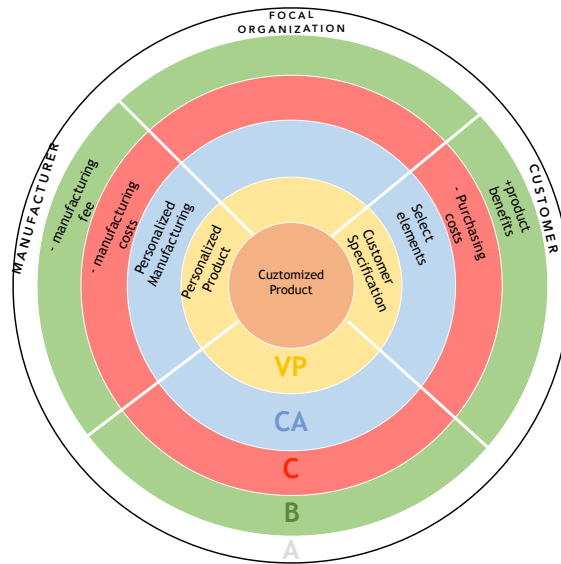 FOCAL
ORGANIZATION
MANUFACTURER
- manufacturing
fee
- manufacturing
costs
Personalized
Manufacturing
Personalized
Product
Cuztomized
Product
Customer
Specification
Select
elements
- Purchasing
costs
+product
benefits
CUSTOMER
VP
CA
C
B
A